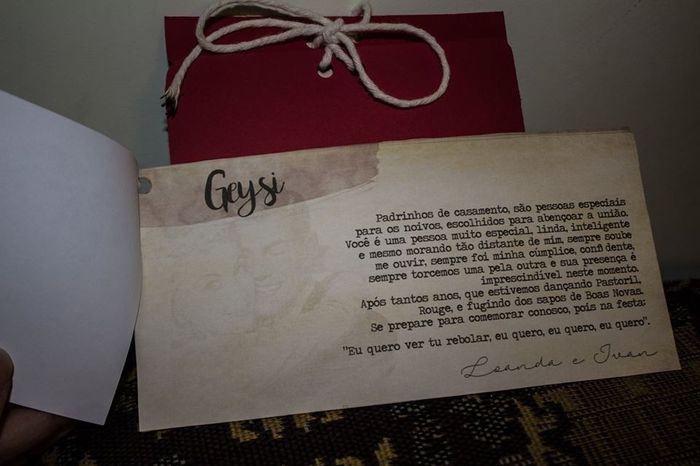 Geysi
Padrinhos de casamento, são pessoas especiais
para os noivos, escolhidos para abençoar a união.
Você é uma pessoa muito especial, linda, inteligente
e mesmo morando tão distante de mim, sempre soube
me ouvir, sempre foi minha cúmplice, confidente,
sempre torcemos uma pela outra e sua presença é
imprescindível neste momento.
Após tantos anos, que estivemos dançando Pastoril,
Rouge, e fugindo dos sapos de Boas Novas.
Se prepare para comemorar conosco, pois na festa:
"Eu quero ver tu rebolar, eu quero, eu quero, eu quero".
Loanda e Ivan